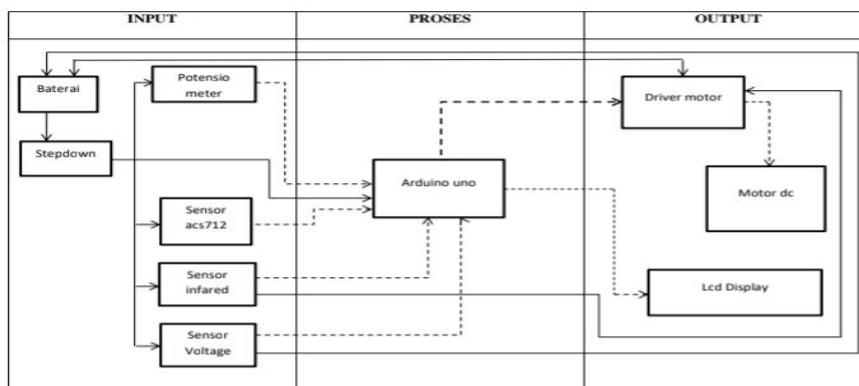 INPUT
PROSES
OUTPUT
Baterai
Potensio
meter
Driver motor
Stepdown
Arduino uno
Motor dc
Sensor
acs712
Sensor
infared
Lcd Display
Sensor
Voltage